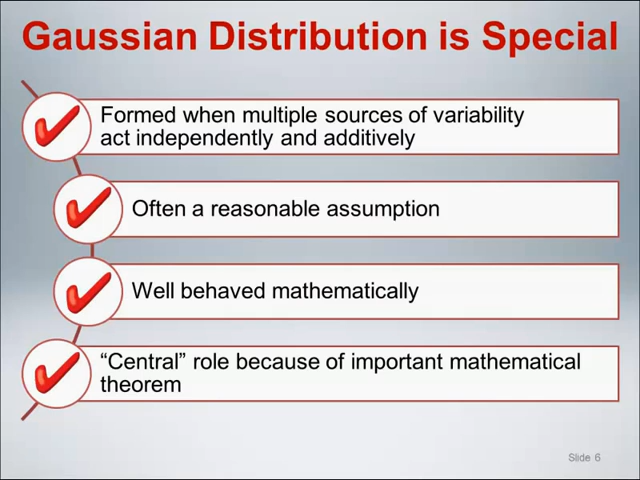 Gaussian Distribution is Special
Formed when multiple sources of variability
act independently and additively
Often a reasonable assumption
Well behaved mathematically
“Central” role because of important mathematical
theorem
Slide 6